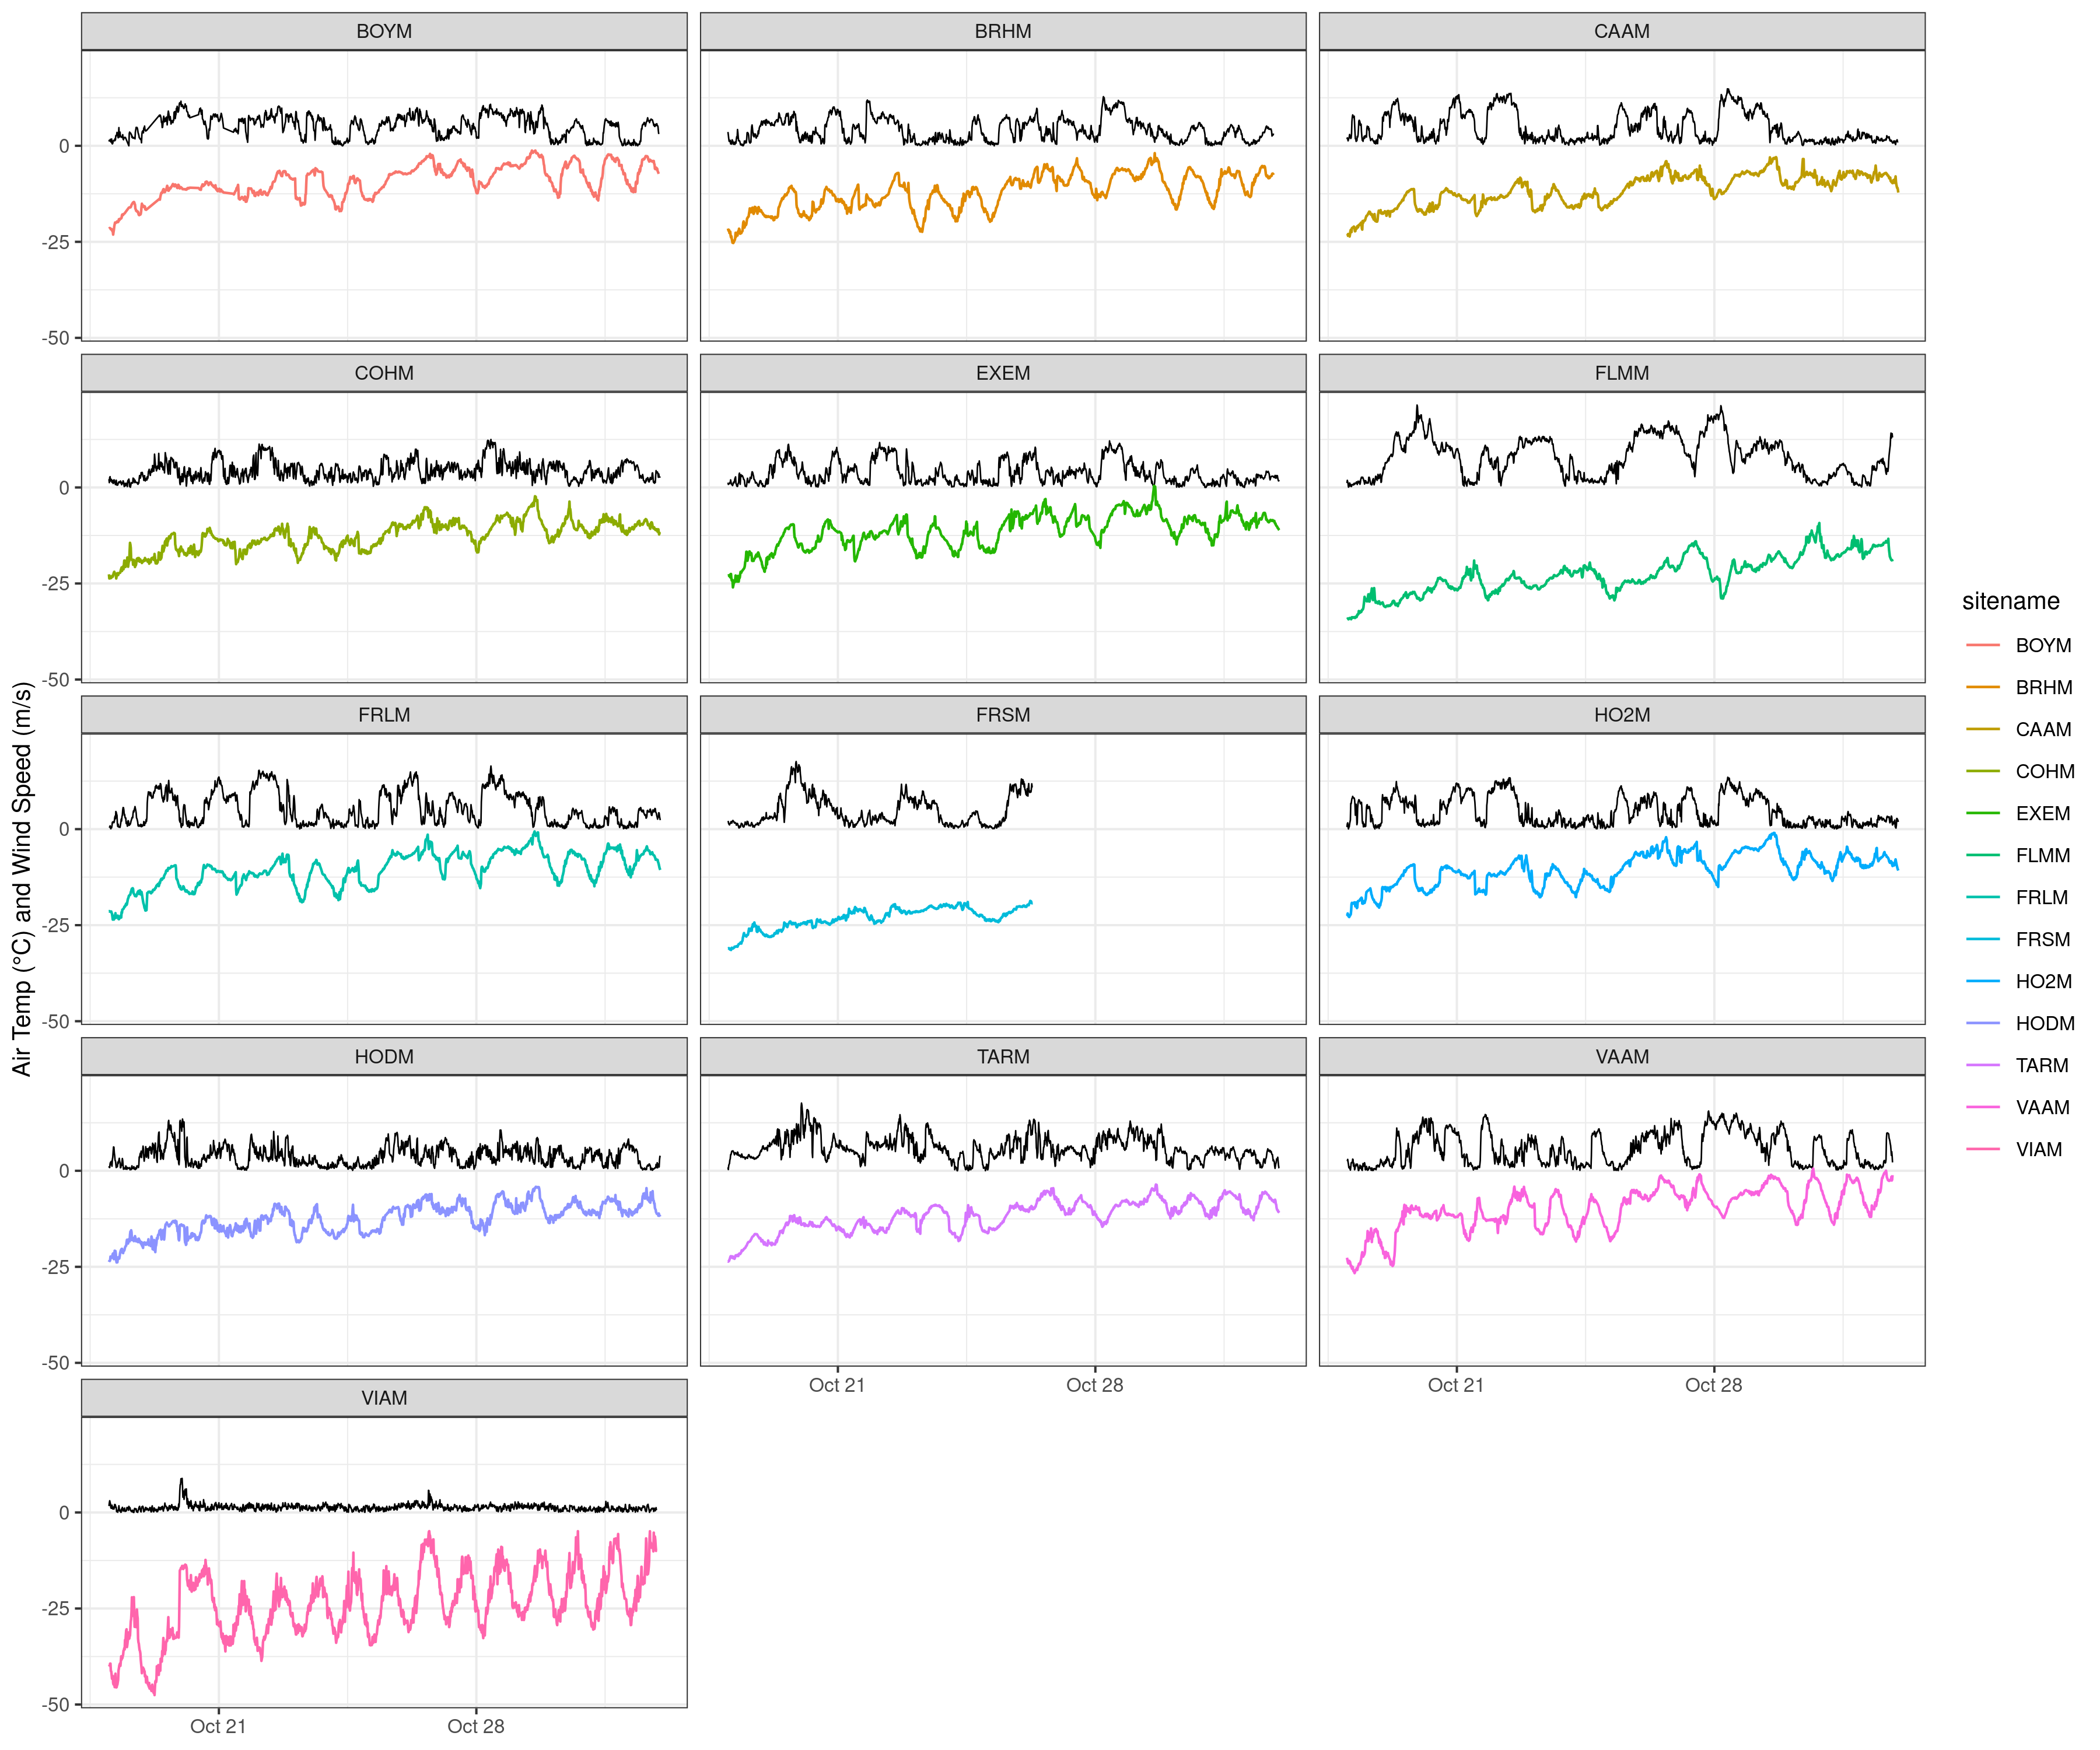 BOYM
BRHM
CAAM
0
-25
-50
COHM
EXEM
FLMM
0
-25
-50
FRLM
FRSM
HO2M
0
-25
-50
HODM
TARM
VAAM
0
-25
-50
Oct 21
Oct 28
Oct 21
Oct 28
VIAM
0
-25
-50
Oct 21
Oct 28
Air Temp (°C) and Wind Speed (m/s)
sitename
BOYM
BRHM
CAAM
COHM
EXEM
FLMM
FRLM
FRSM
HO2M
HODM
TARM
VAAM
VIAM